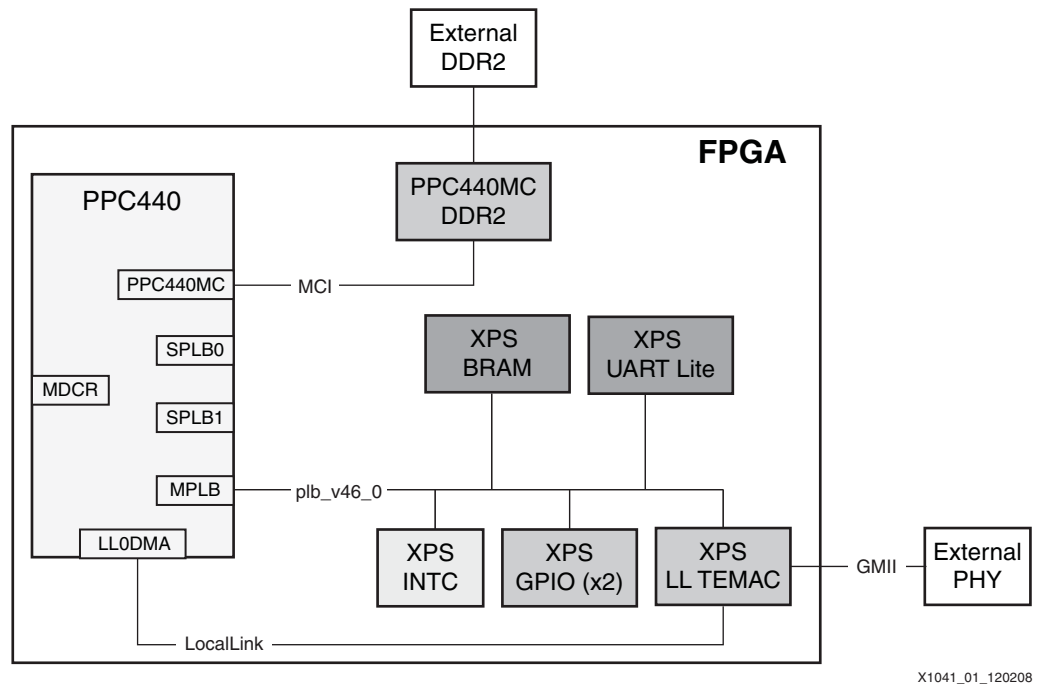 External
DDR2
FPGA
PPC440MC
DDR2
PPC440
PPC440MC
MCI
SPLB0
XPS
BRAM
XPS
UART Lite
MDCR
SPLB1
MPLB
plb_v46_0
LL0DMA
XPS
INTC
XPS
GPIO (x2)
XPS
LL TEMAC
GMII
External
PHY
LocalLink
X1041_01_120208